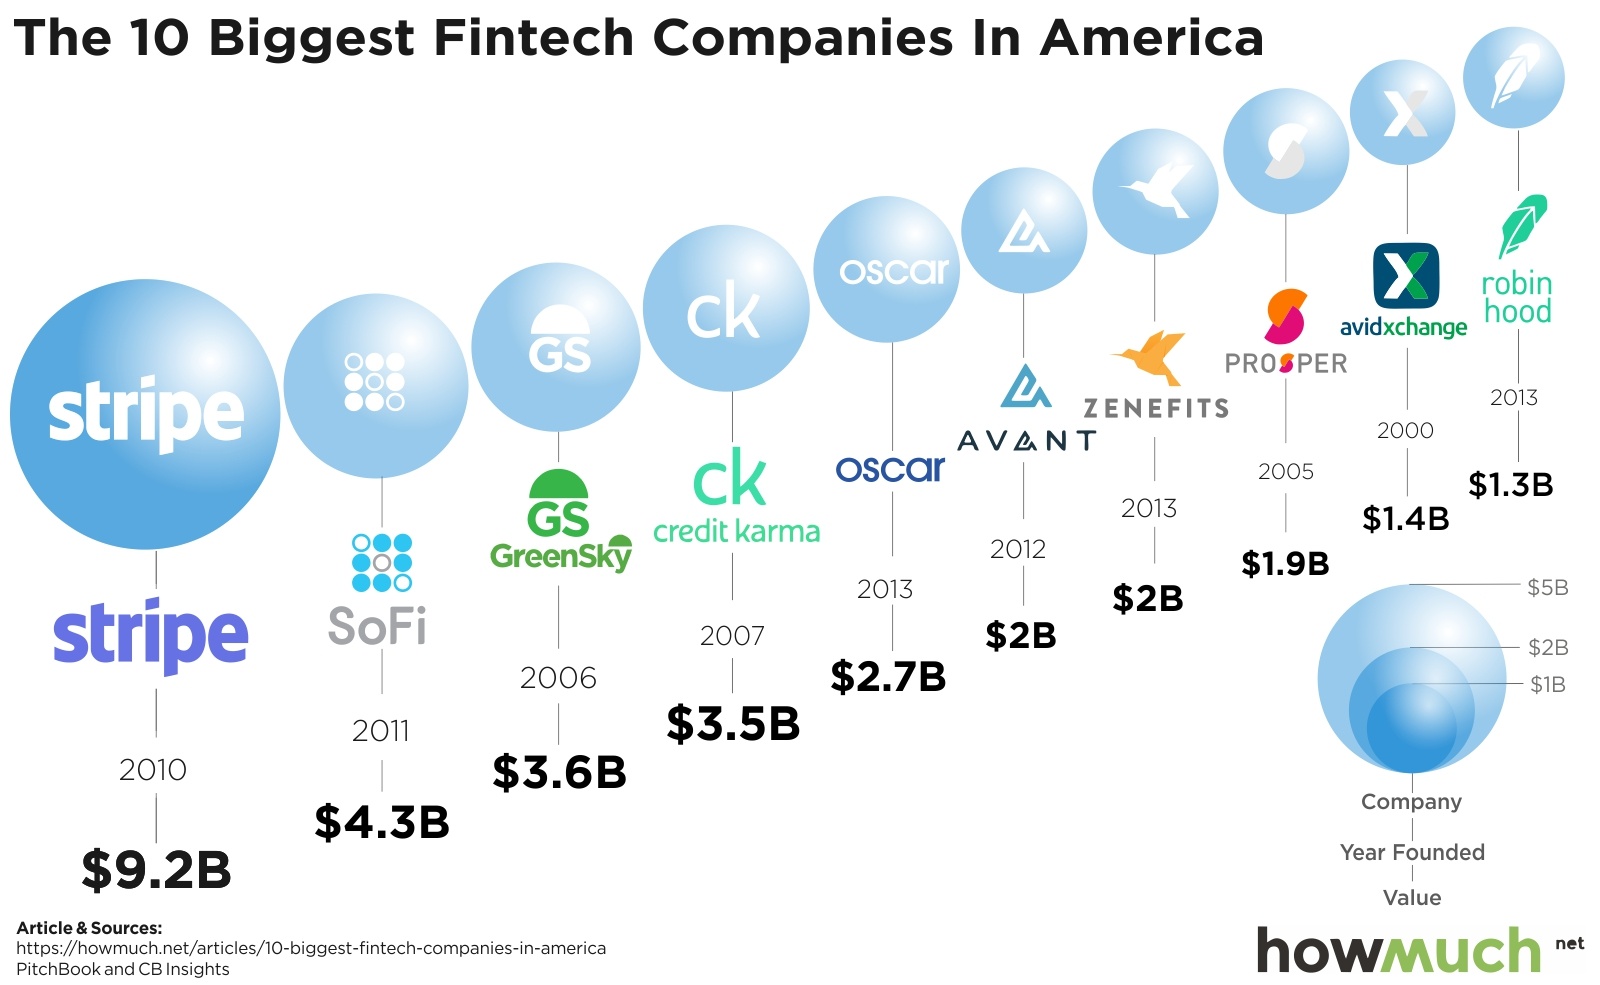 The 10 Biggest Fintech Companies In America
stripe
stripe
2010
$9.2B
SoFi
2011
$4.3B
GS
GS
GreenSky
2006
$3.6B
ck
ck
credit karma
2007
$3.5B
oscar
oscar
2013
$2.7B
AVANT
2012
$2B
ZENEFITS
2013
$2B
PROSPER
2005
$1.9B
X
X
avidxchange
2000
$1.4B
robin
hood
2013
$1.3B
$5B
$2B
$1B
Company
Year Founded
Value
Article & Sources:
https://howmuch.net/articles/10-biggest-fintech-companies-in-america
PitchBook and CB Insights
howmuch net